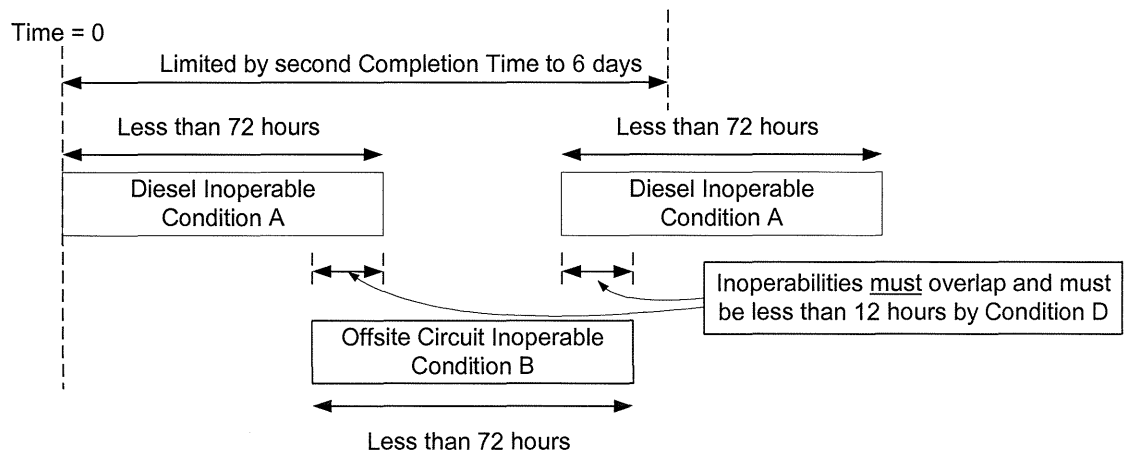 Time = 0
Limited by second Completion Time to 6 days
Less than 72 hours
Less than 72 hours
Diesel Inoperable
Condition A
Diesel Inoperable
Condition A
Inoperabilities must overlap and must
be less than 12 hours by Condition D
Offsite Circuit Inoperable
Condition B
Less than 72 hours